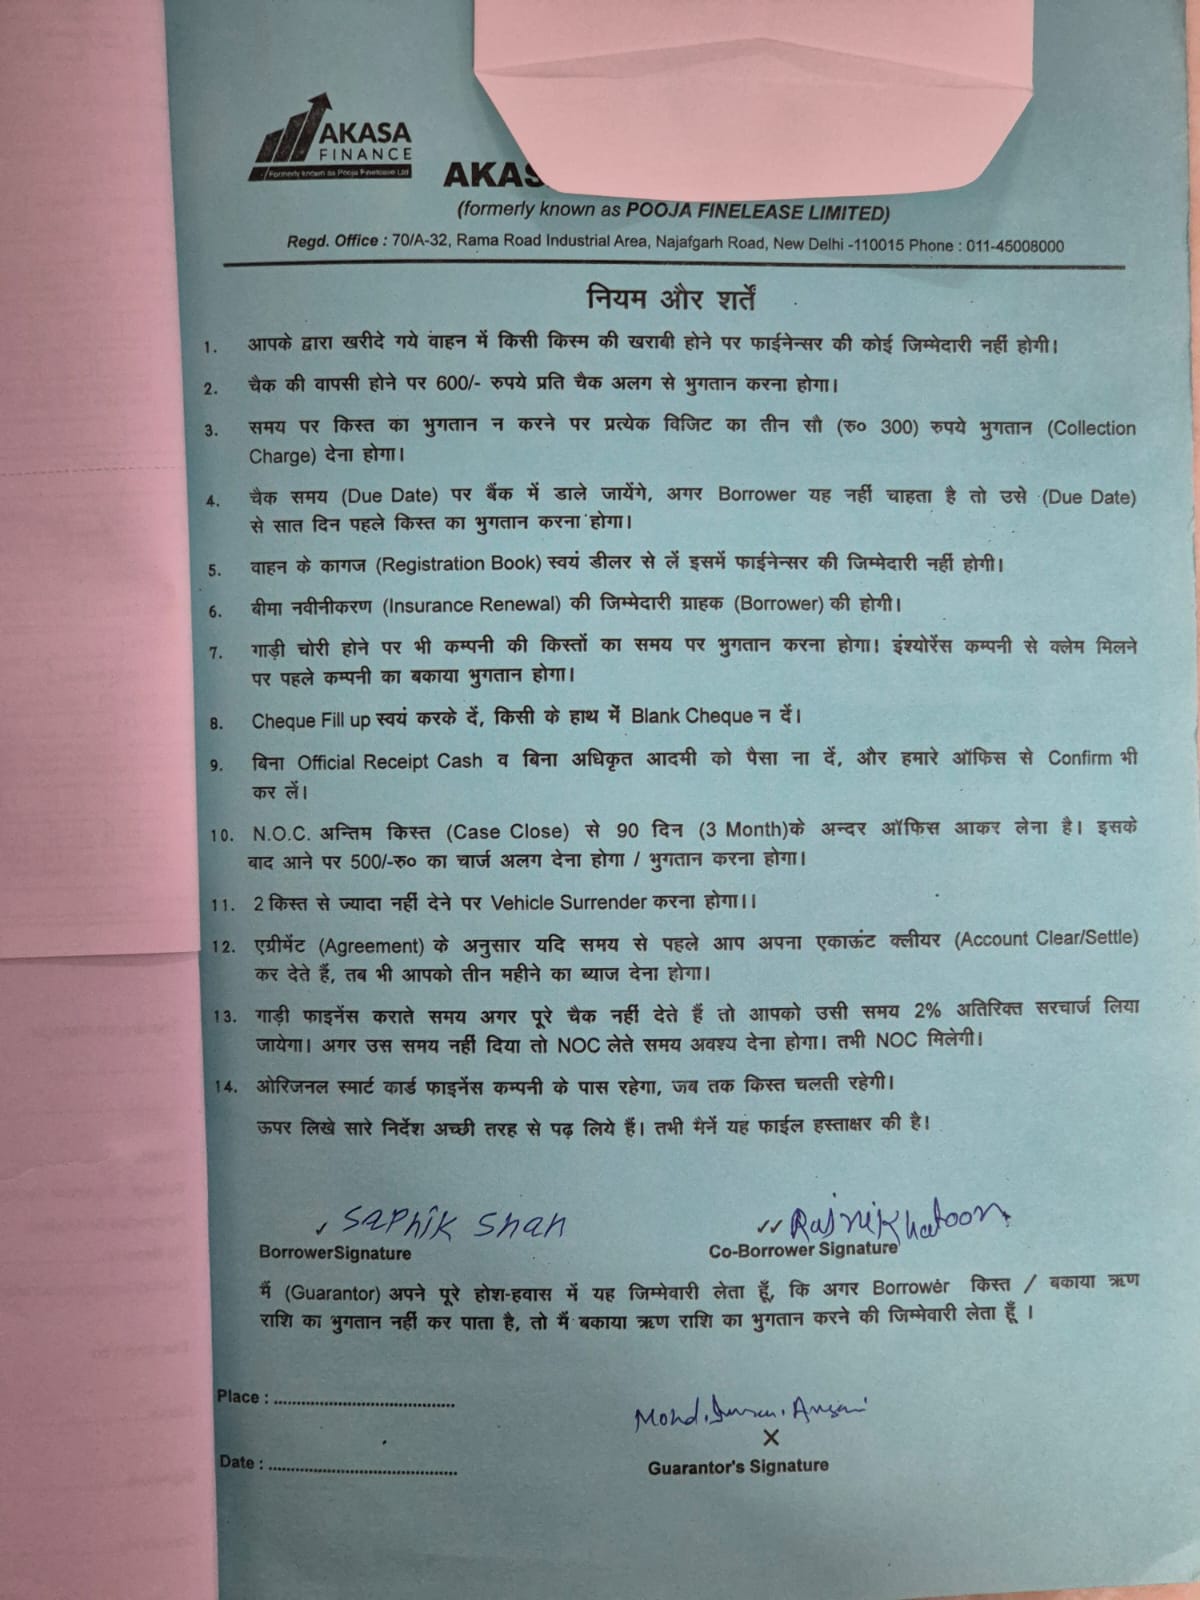 AKASA
FINANCE
Formerly known as Pooja Finelease Ltd
AKAS
(formerly known as POOJA FINELEASE LIMITED)
Regd. Office : 70/A-32, Rama Road Industrial Area, Najafgarh Road, New Delhi -110015 Phone : 011-45008000
नियम और शर्तें
1. आपके द्वारा खरीदे गये वाहन में किसी किस्म की खराबी होने पर फाईनेन्सर की कोई जिम्मेदारी नहीं होगी।
2. चैक की वापसी होने पर 600/- रुपये प्रति चैक अलग से भुगतान करना होगा।
3. समय पर किस्त का भुगतान न करने पर प्रत्येक विजिट का तीन सौ (रु० 300) रुपये भुगतान (Collection
Charge) देना होगा।
4. चैक समय (Due Date) पर बैंक में डाले जायेंगे, अगर Borrower यह नहीं चाहता है तो उसे (Due Date)
से सात दिन पहले किस्त का भुगतान करना होगा।
5. वाहन के कागज (Registration Book) स्वयं डीलर से लें इसमें फाईनेन्सर की जिम्मेदारी नहीं होगी।
6. बीमा नवीनीकरण (Insurance Renewal) की जिम्मेदारी ग्राहक (Borrower) की होगी।
7. गाड़ी चोरी होने पर भी कम्पनी की किस्तों का समय पर भुगतान करना होगा। इंश्योरेंस कम्पनी से क्लेम मिलने
पर पहले कम्पनी का बकाया भुगतान होगा।
8. Cheque Fill up स्वयं करके दें, किसी के हाथ में Blank Cheque न दें।
9. बिना Official Receipt Cash व बिना अधिकृत आदमी को पैसा ना दें, और हमारे ऑफिस से Confirm भी
कर लें।
10. N.O.C. अन्तिम किस्त (Case Close) से 90 दिन (3 Month)के अन्दर ऑफिस आकर लेना है। इसके
बाद आने पर 500/-रु० का चार्ज अलग देना होगा / भुगतान करना होगा।
11. 2 किस्त से ज्यादा नहीं देने पर Vehicle Surrender करना होगा।।
12. एग्रीमेंट (Agreement) के अनुसार यदि समय से पहले आप अपना एकाऊंट क्लीयर (Account Clear/Settle)
कर देते हैं, तब भी आपको तीन महीने का ब्याज देना होगा।
13. गाड़ी फाइनेंस कराते समय अगर पूरे चैक नहीं देते हैं तो आपको उसी समय 2% अतिरिक्त सरचार्ज लिया
जायेगा। अगर उस समय नहीं दिया तो NOC लेते समय अवश्य देना होगा। तभी NOC मिलेगी।
14. ओरिजनल स्मार्ट कार्ड फाइनेंस कम्पनी के पास रहेगा, जब तक किस्त चलती रहेगी।
ऊपर लिखे सारे निर्देश अच्छी तरह से पढ़ लिये हैं। तभी मैनें यह फाईल हस्ताक्षर की है।
Saphik Shah
Rajni Khatoon
BorrowerSignature
Co-Borrower Signature
मैं (Guarantor) अपने पूरे होश-हवास में यह जिम्मेवारी लेता हूँ, कि अगर Borrower किस्त / बकाया ऋण
राशि का भुगतान नहीं कर पाता है, तो मैं बकाया ऋण राशि का भुगतान करने की जिम्मेवारी लेता हूँ ।
Place : ......................................
Mohd. Ansari
X
Date : ........................................
Guarantor's Signature